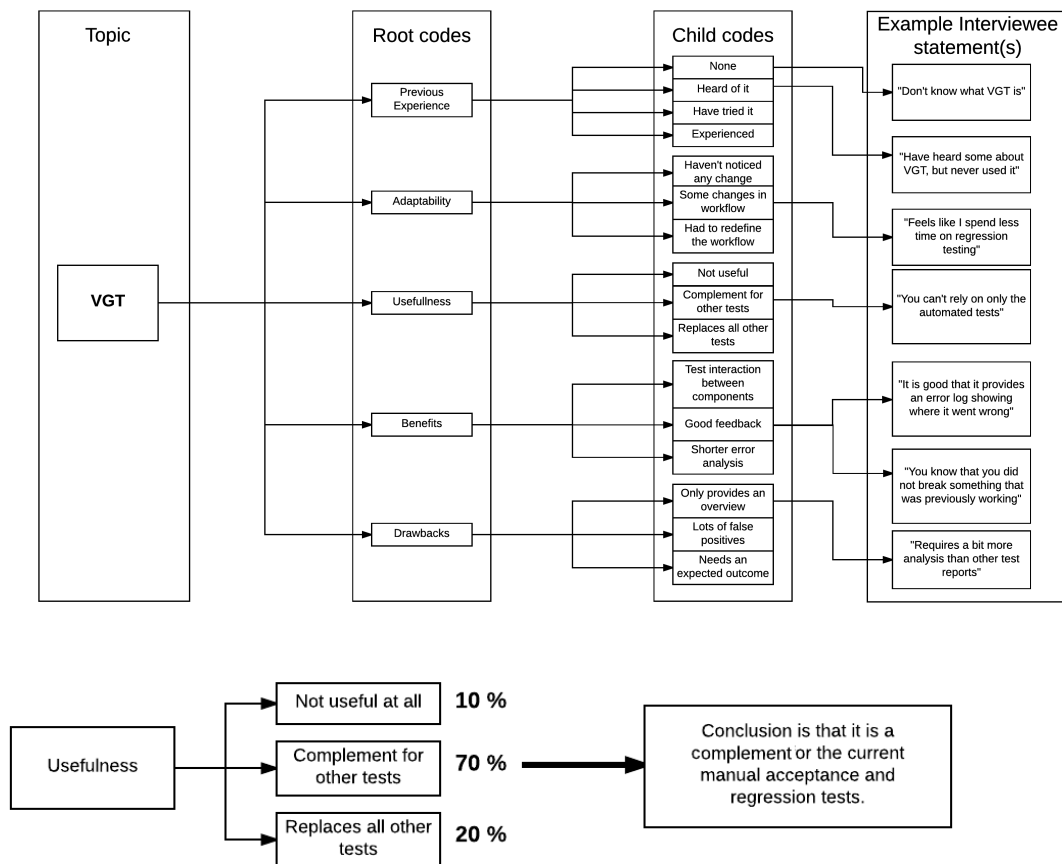 Topic
Root codes
Child codes
Example Interviewee
statement(s)
VGT
Previous
Experience
Adaptability
Usefullness
Benefits
Drawbacks
None
Heard of it
Have tried it
Experienced
Haven't noticed
any change
Some changes in
workflow
Had to redefine
the workflow
Not useful
Complement for
other tests
Replaces all other
tests
Test interaction
between
components
Good feedback
Shorter error
analysis
Only provides an
overview
Lots of false
positives
Needs an
expected outcome
"Don't know what VGT is"
"Have heard some about
VGT, but never used it"
"Feels like I spend less
time on regression
testing"
"You can't rely on only the
automated tests"
"It is good that it provides
an error log showing
where it went wrong"
"You know that you did
not break something that
was previously working"
"Requires a bit more
analysis than other test
reports"
Usefulness
Not useful at all 10 %
Complement for
other tests
70 %
Replaces all other
tests
20 %
Conclusion is that it is a
complement or the current
manual acceptance and
regression tests.